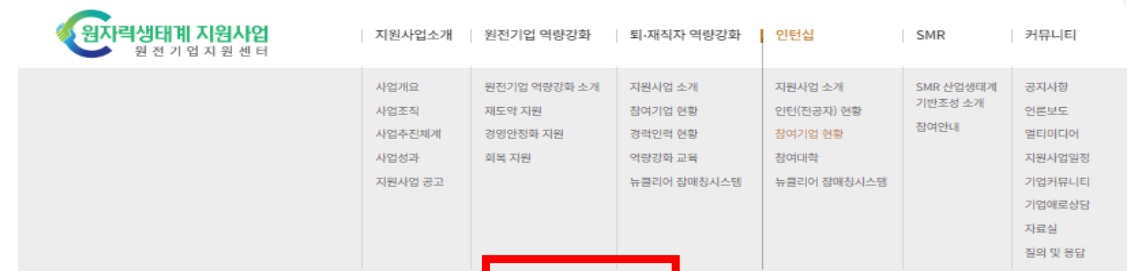 원자력생태계 지원사업
원전기업지원센터
지원사업소개
원전기업 역량강화
퇴·재직자 역량강화
인턴십
SMR
커뮤니티
사업개요
사업조직
사업추진체계
사업성과
지원사업 공고
원전기업 역량강화 소개
재도약 지원
경영안정화 지원
회복 지원
지원사업 소개
참여기업 현황
경력인력 현황
역량강화 교육
뉴클리어 잡매칭시스템
지원사업 소개
인턴(전공자) 현황
참여기업 현황
참여대학
뉴클리어 잡매칭시스템
SMR 산업생태계
기반조성 소개
참여안내
공지사항
언론보도
멀티미디어
지원사업일정
기업커뮤니티
기업애로상담
자료실
질의 및 응답